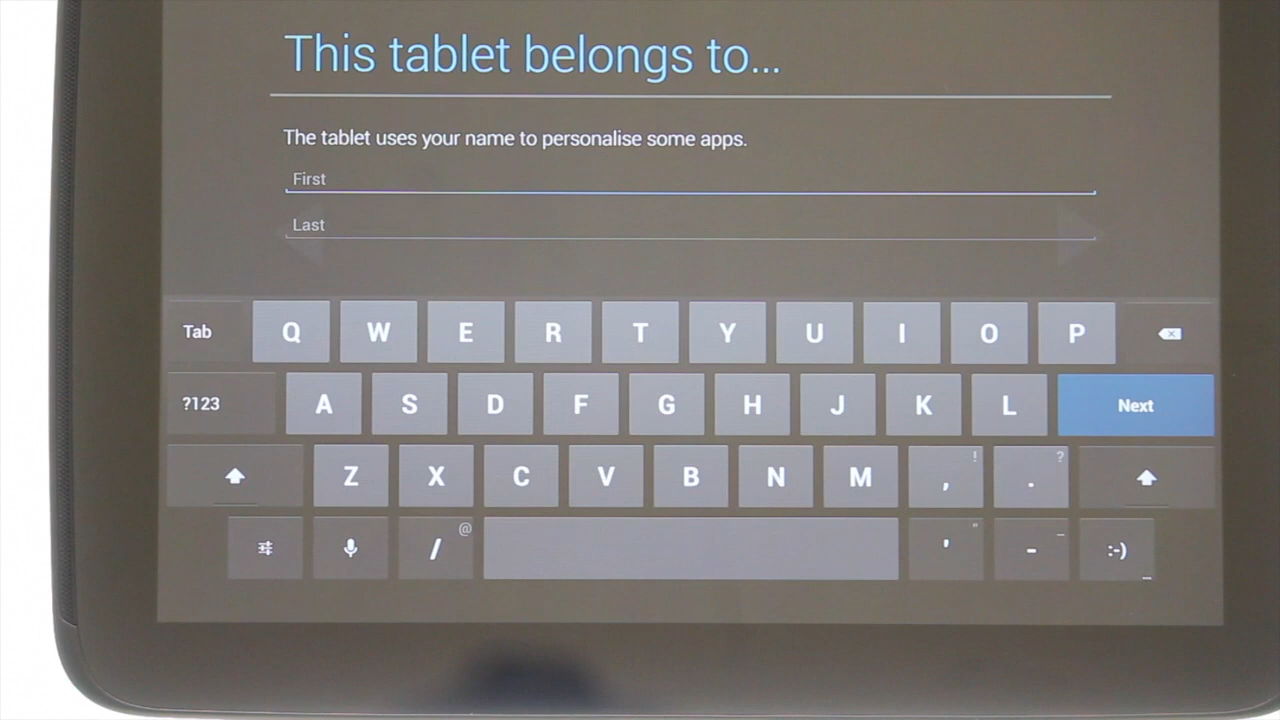 This tablet belongs to...
The tablet uses your name to personalise some apps.
First
Last
Tab Q W E R T Y U I O P
?123 A S D F G H J K L Next
Z X C V B N M , ! . ?
/ @ ' " - _ :-)